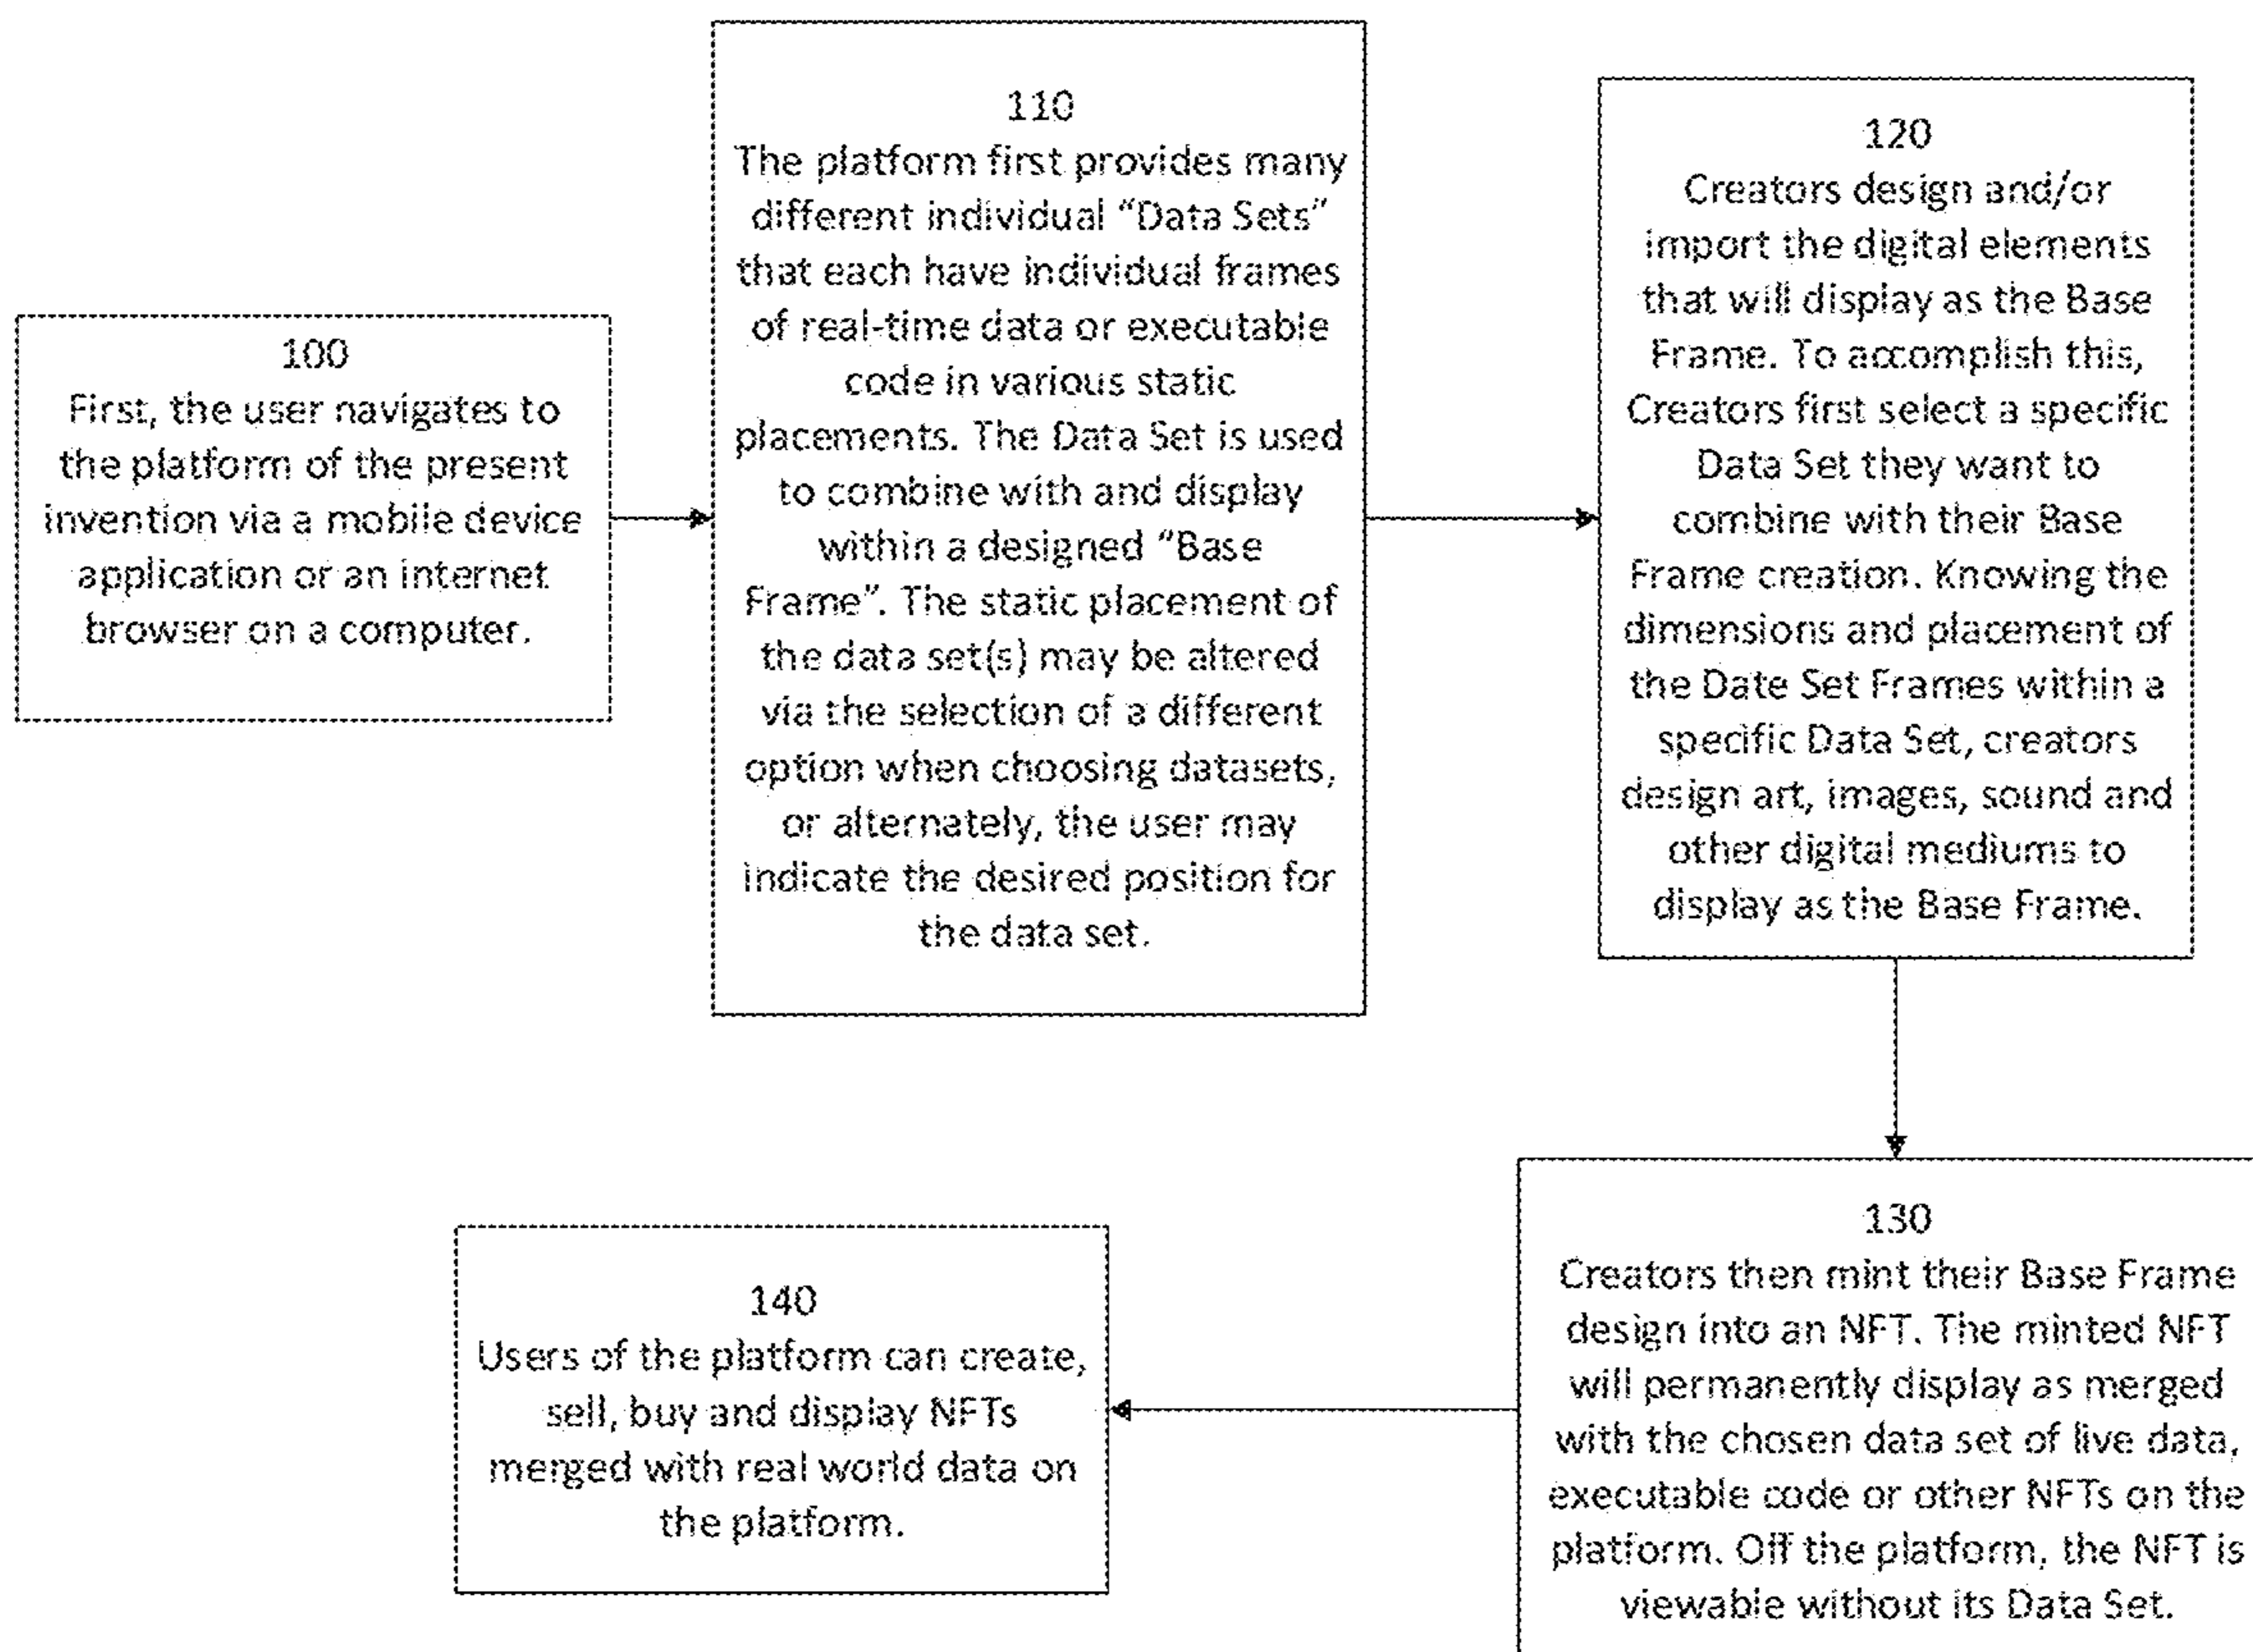 100
First, the user navigates to
the platform of the present
invention via a mobile device
application or an internet
browser on a computer.
110
The platform first provides many
different individual “Data Sets”
that each have individual frames
of real-time data or executable
code in various static
placements. The Data Set is used
to combine with and display
within a designed “Base
Frame”. The static placement of
the data set(s) may be altered
via the selection of a different
option when choosing datasets,
or alternately, the user may
indicate the desired position for
the data set.
120
Creators design and/or
import the digital elements
that will display as the Base
Frame. To accomplish this,
Creators first select a specific
Data Set they want to
combine with their Base
Frame creation. Knowing the
dimensions and placement of
the Date Set Frames within a
specific Data Set, creators
design art, images, sound and
other digital mediums to
display as the Base Frame.
130
Creators then mint their Base Frame
design into an NFT. The minted NFT
will permanently display as merged
with the chosen data set of live data,
executable code or other NFTs on the
platform. Off the platform, the NFT is
viewable without its Data Set.
140
Users of the platform can create,
sell, buy and display NFTs
merged with real world data on
the platform.